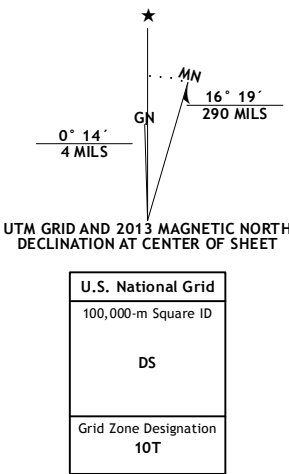 ★
MN
GN
16° 19´
290 MILS
0° 14´
4 MILS
UTM GRID AND 2013 MAGNETIC NORTH
DECLINATION AT CENTER OF SHEET
U.S. National Grid
100,000-m Square ID
DS
Grid Zone Designation
10T